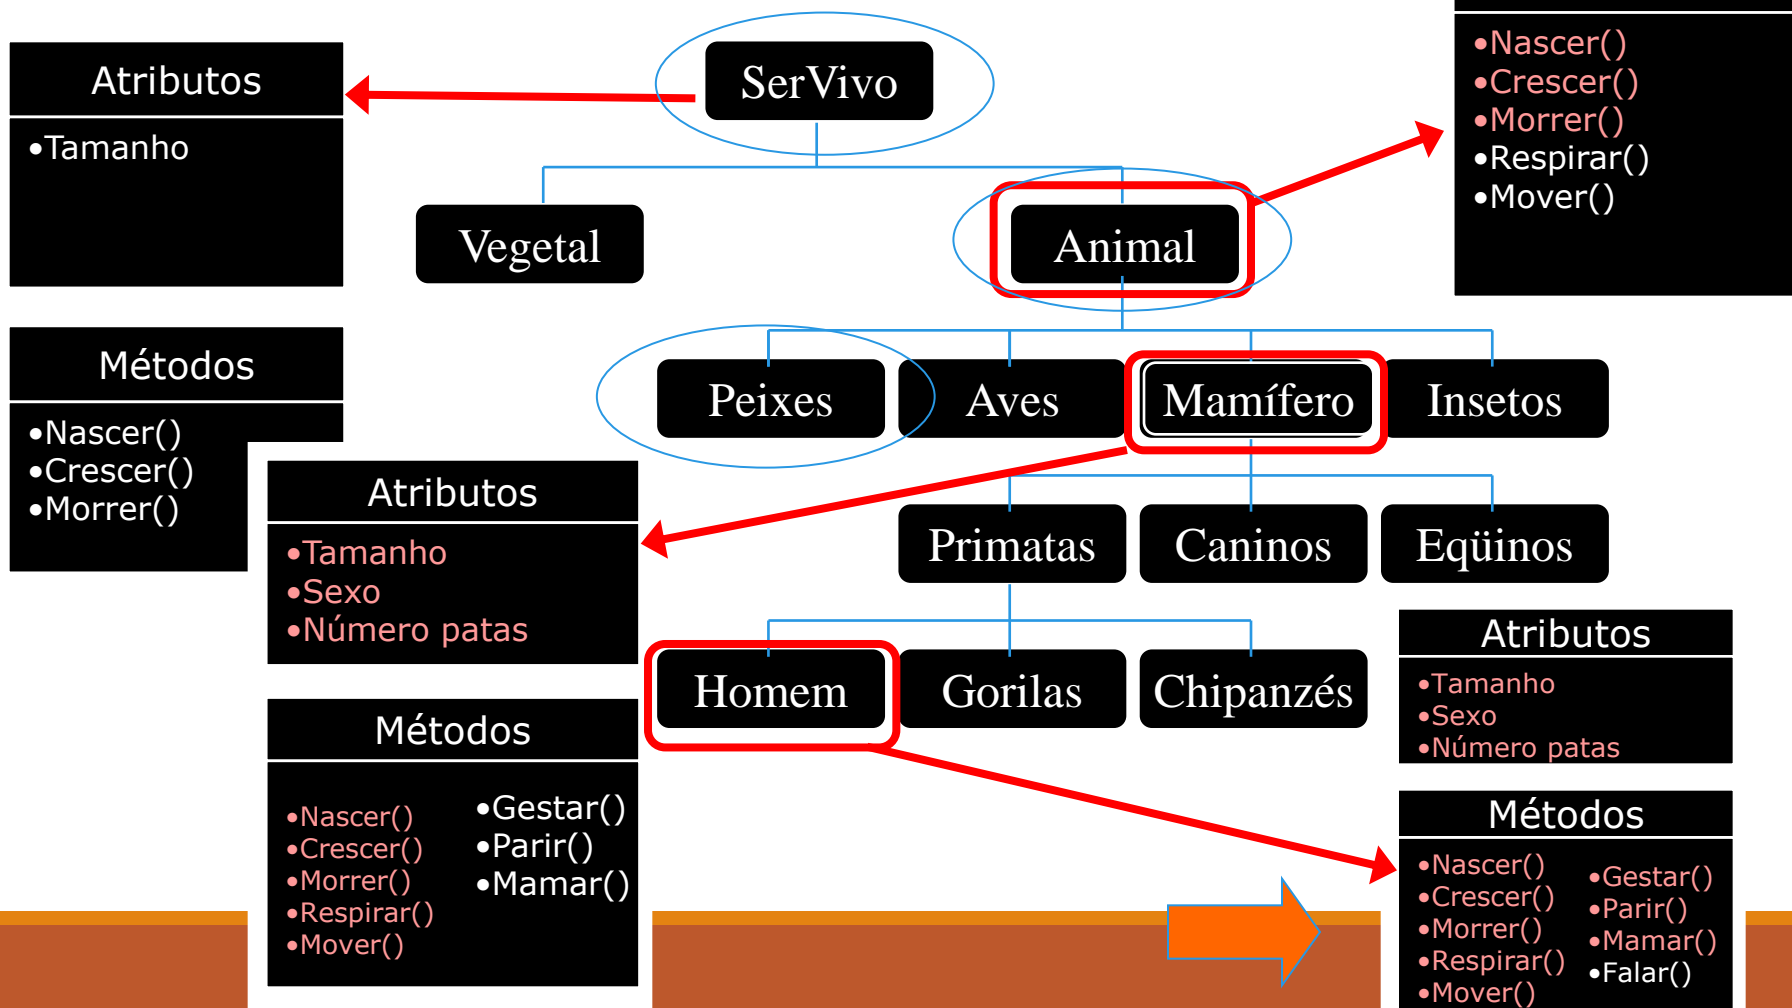 Atributos
•Tamanho
Métodos
•Nascer()
•Crescer()
•Morrer()
SerVivo
Vegetal
Animal
•Nascer()
•Crescer()
•Morrer()
•Respirar()
•Mover()
Peixes
Aves
Mamífero
Insetos
Primatas
Caninos
Eqüinos
Homem
Gorilas
Chipanzés
Atributos
•Tamanho
•Sexo
•Número patas
Métodos
•Nascer()
•Crescer()
•Morrer()
•Respirar()
•Mover()
•Gestar()
•Parir()
•Mamar()
Atributos
•Tamanho
•Sexo
•Número patas
Métodos
•Nascer()
•Crescer()
•Morrer()
•Respirar()
•Mover()
•Gestar()
•Parir()
•Mamar()
•Falar()